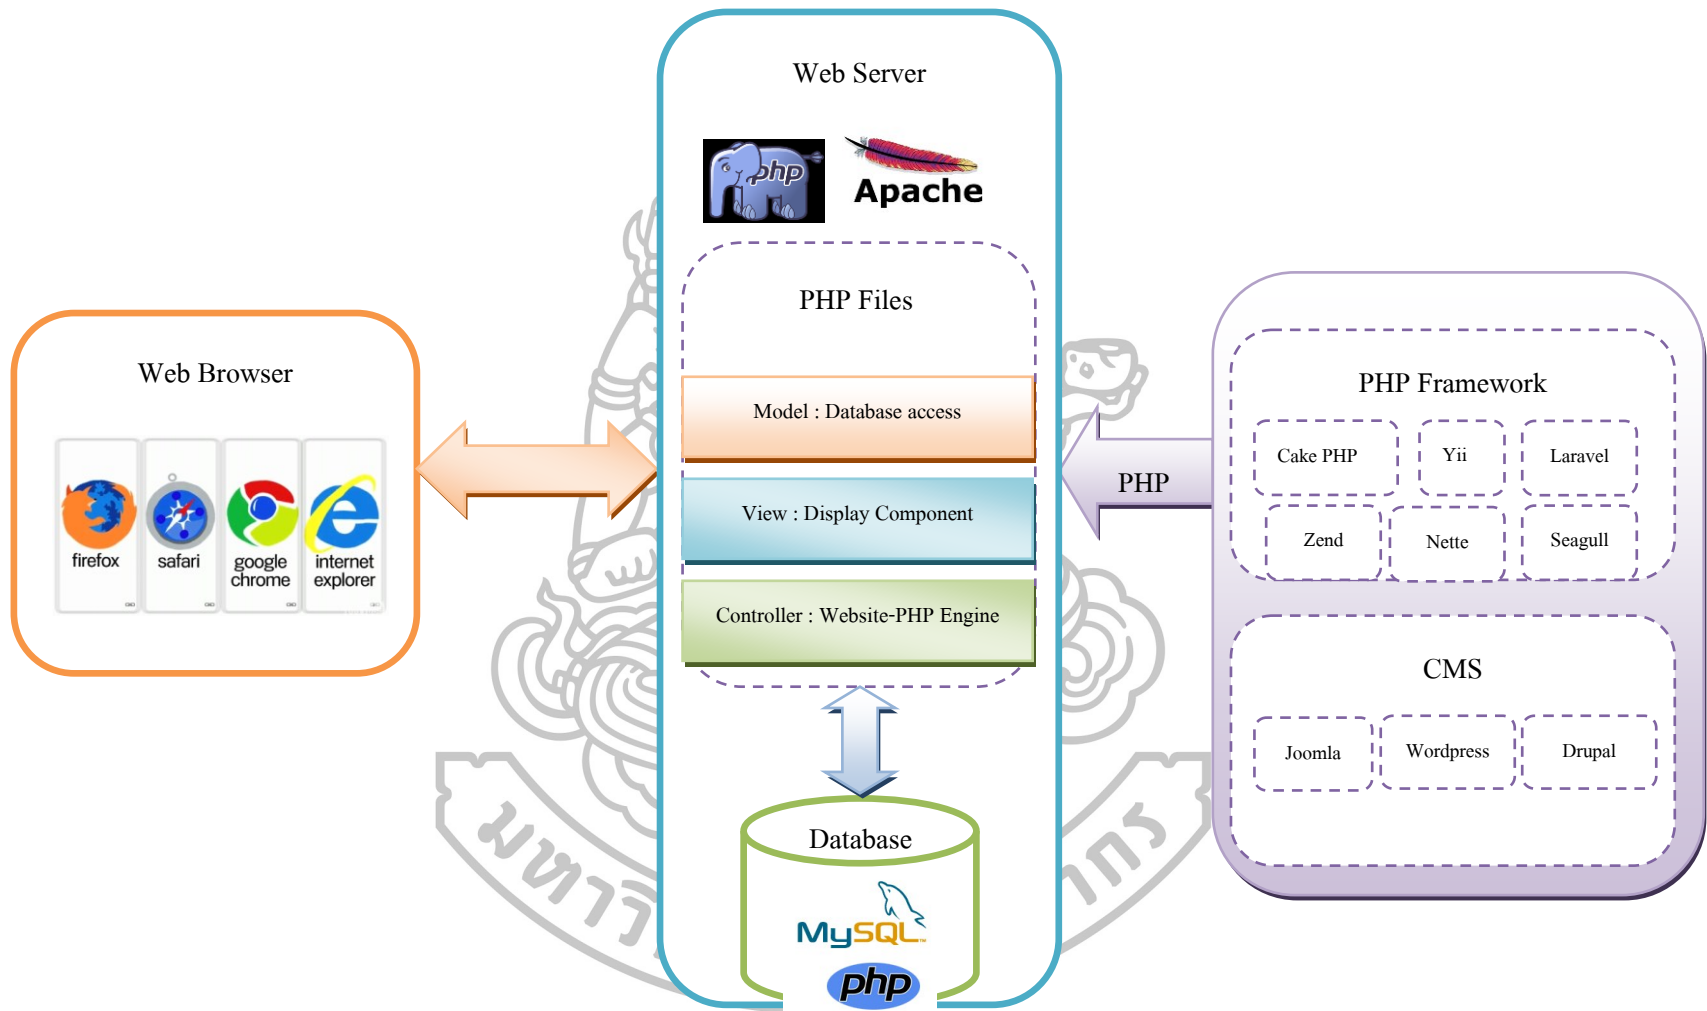 Web Server
php
Apache
PHP Files
Model : Database access
View : Display Component
Controller : Website-PHP Engine
Database
MySQL
php
Web Browser
firefox
safari
google chrome
internet explorer
PHP
PHP Framework
Cake PHP
Yii
Laravel
Zend
Nette
Seagull
CMS
Joomla
Wordpress
Drupal